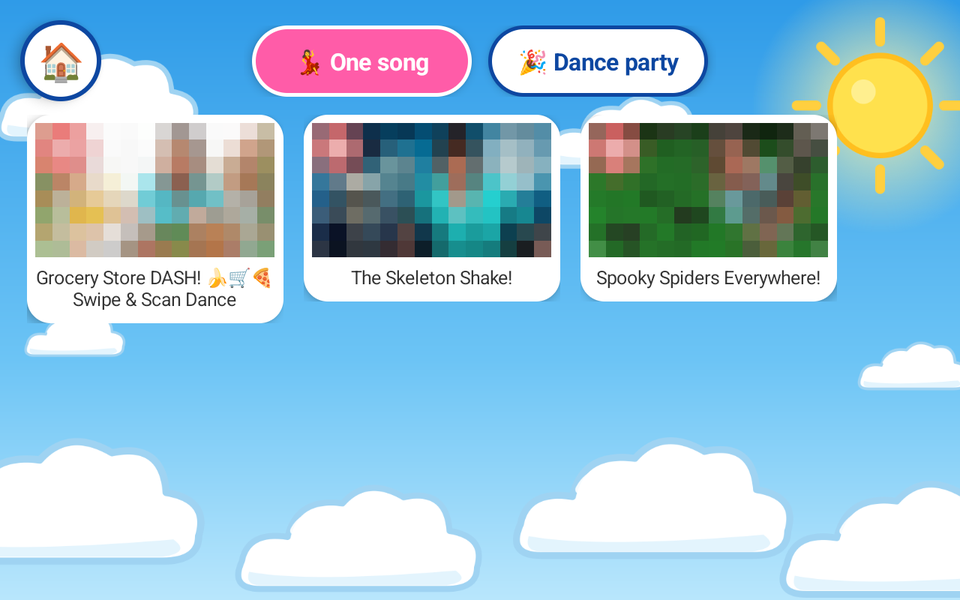 One song
Dance party
Grocery Store DASH! 🍌🛒🍕
Swipe & Scan Dance
The Skeleton Shake!
Spooky Spiders Everywhere!